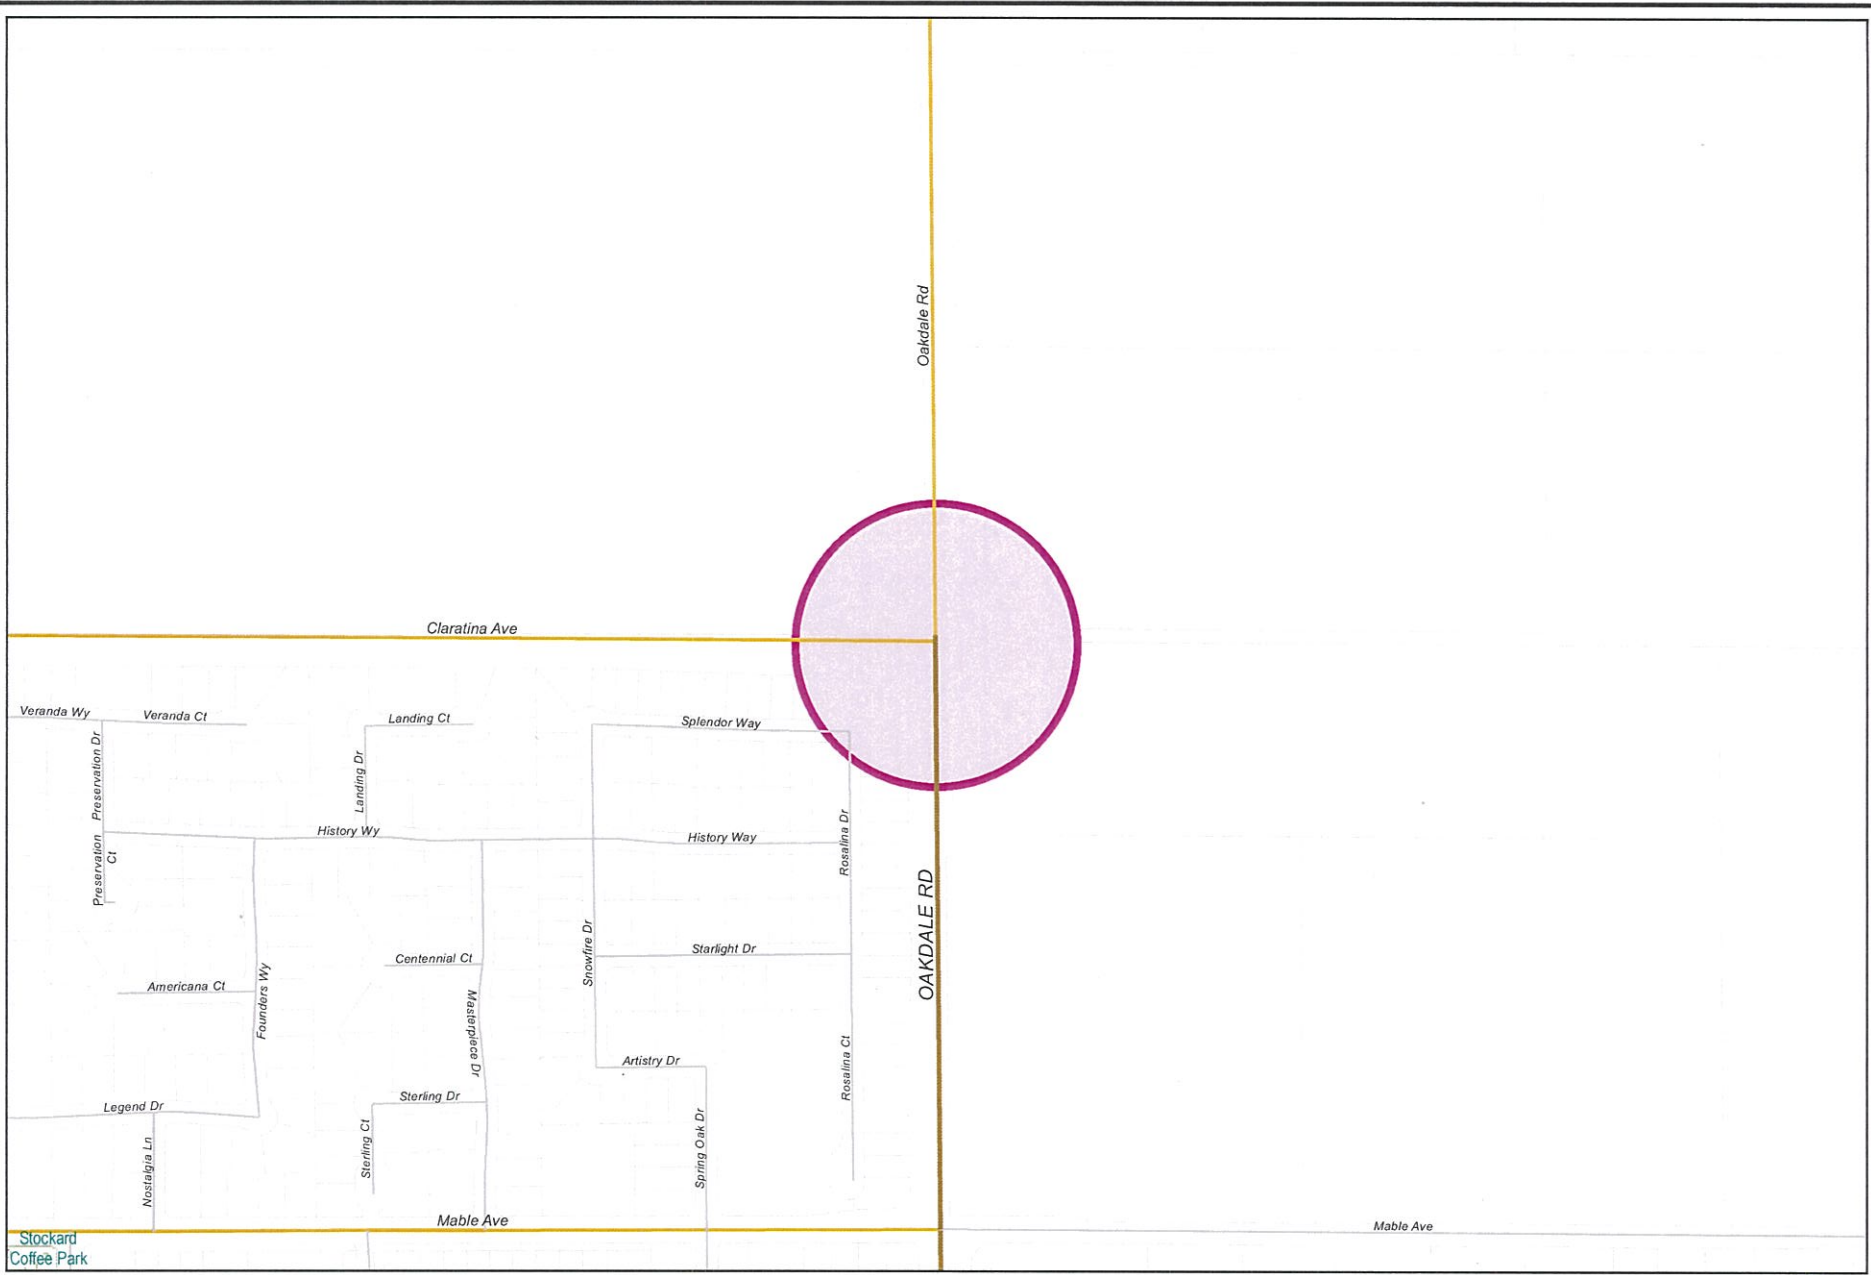 Oakdale Rd
Claratina Ave
Veranda Wy
Veranda Ct
Landing Ct
Splendor Way
Preservation Dr
Landing Dr
History Wy
History Way
Rosalina Dr
Preservation
Ct
OAKDALE RD
Snowfire Dr
Starlight Dr
Centennial Ct
Americana Ct
Founders Wy
Masterpiece Dr
Artistry Dr
Rosalina Ct
Sterling Dr
Legend Dr
Nostalgia Ln
Sterling Ct
Spring Oak Dr
Mable Ave
Mable Ave
Stockard
Coffee Park